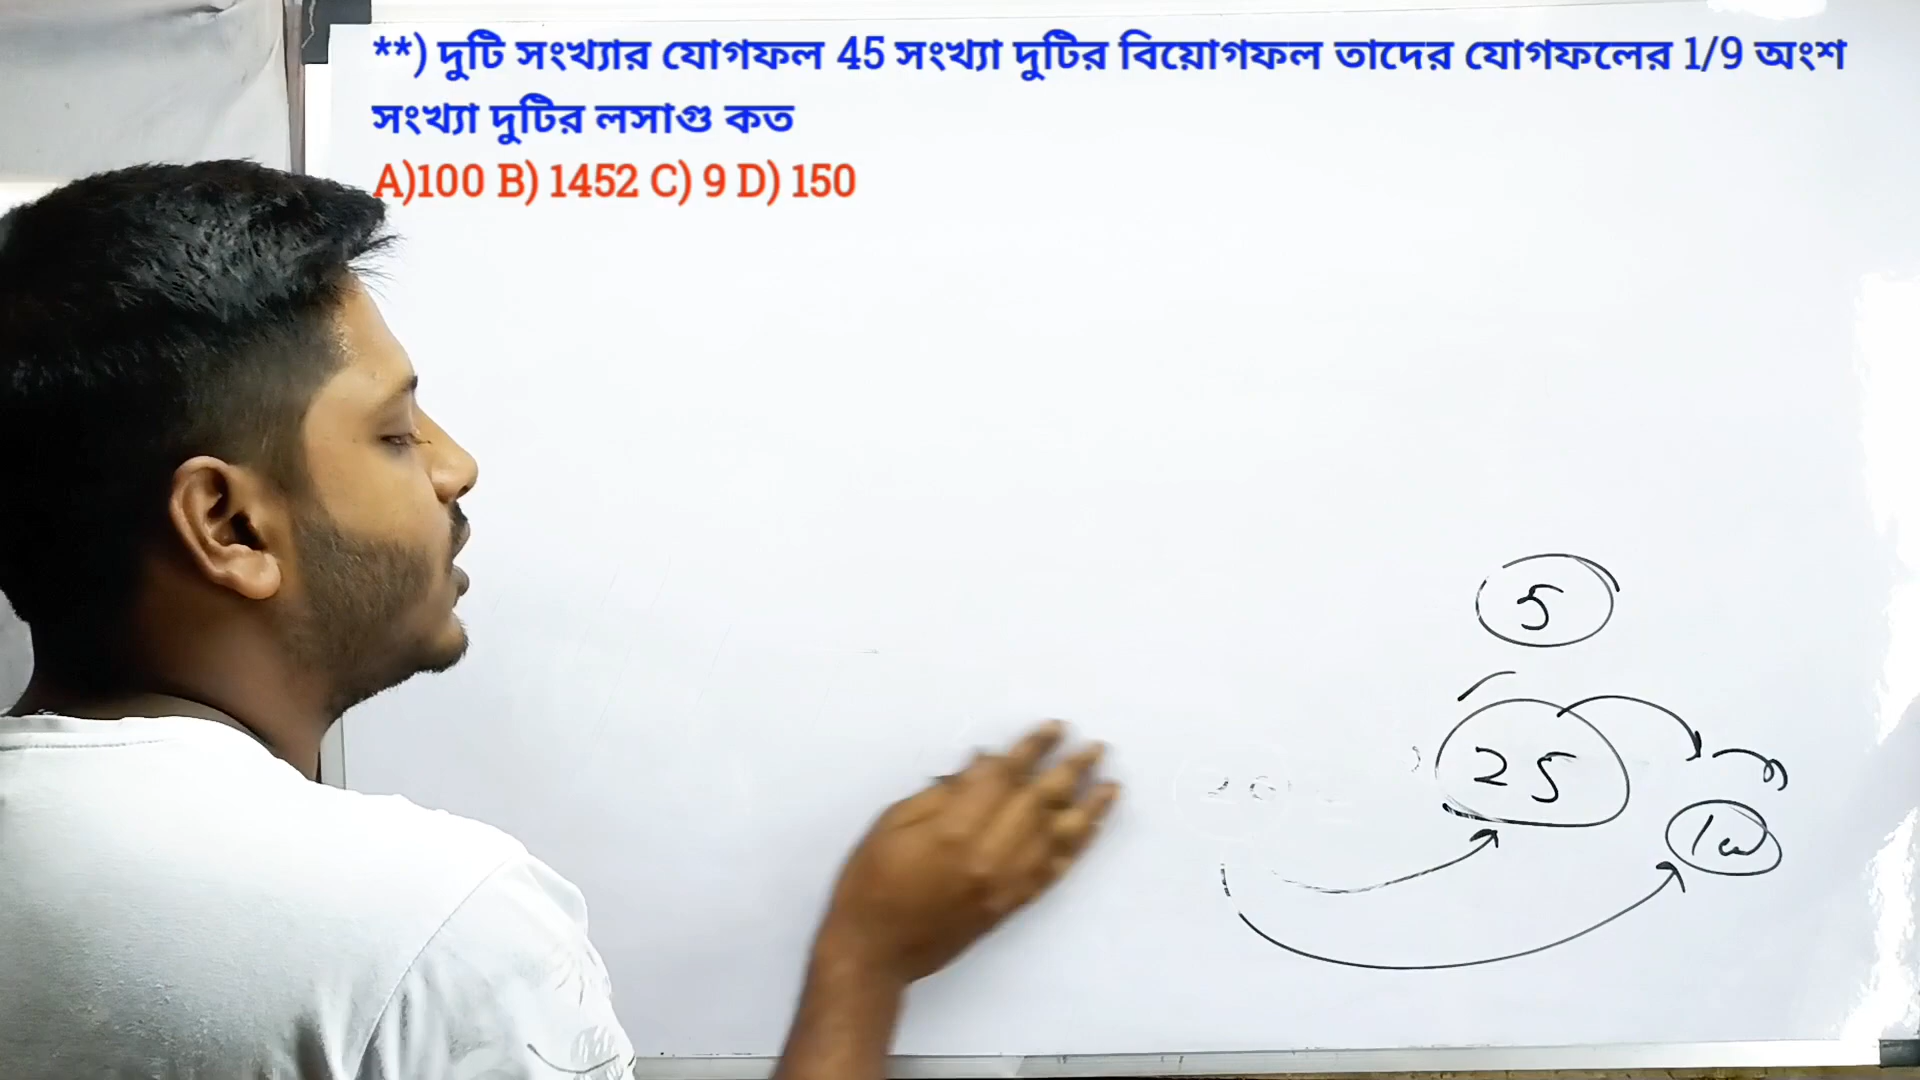 **) দুটি সংখ্যার যোগফল 45 সংখ্যা দুটির বিয়োগফল তাদের যোগফলের 1/9 অংশ
সংখ্যা দুটির লসাগু কত
A)100 B) 1452 C) 9 D) 150
5
25